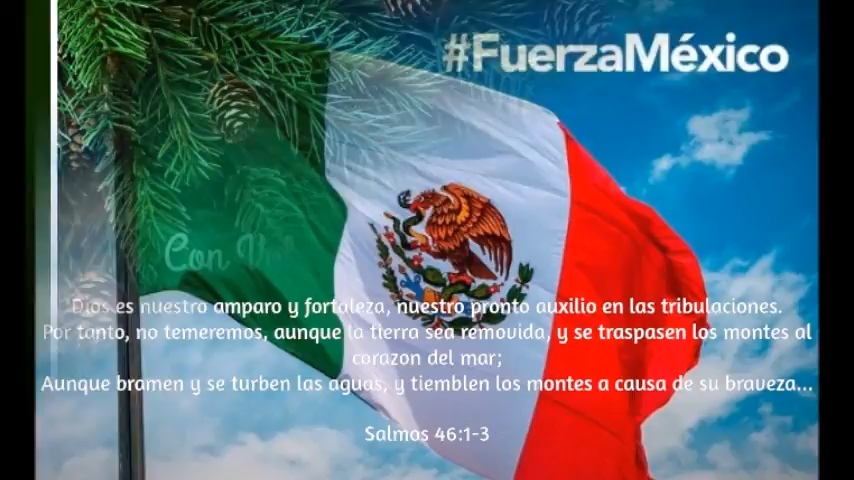 #FuerzaMéxico
Con
Dios es nuestro amparo y fortaleza, nuestro pronto auxilio en las tribulaciones.
Por tanto, no temeremos, aunque la tierra sea removida, y se traspasen los montes al
corazon del mar;
Aunque bramen y se turben las aguas, y tiemblen los montes a causa de su braveza...
Salmos 46:1-3